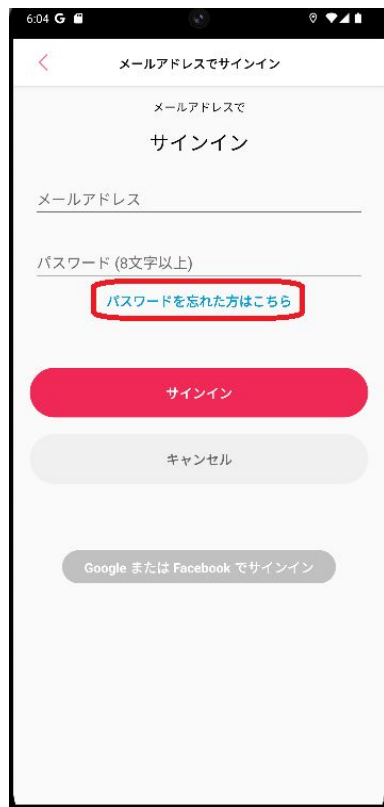 6:04 G
メールアドレスでサインイン
メールアドレスで
サインイン
メールアドレス
パスワード (8文字以上)
パスワードを忘れた方はこちら
サインイン
キャンセル
Google または Facebook でサインイン